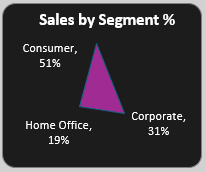 Sales by Segment %
Consumer,
51%
Home Office,
19%
Corporate,
31%